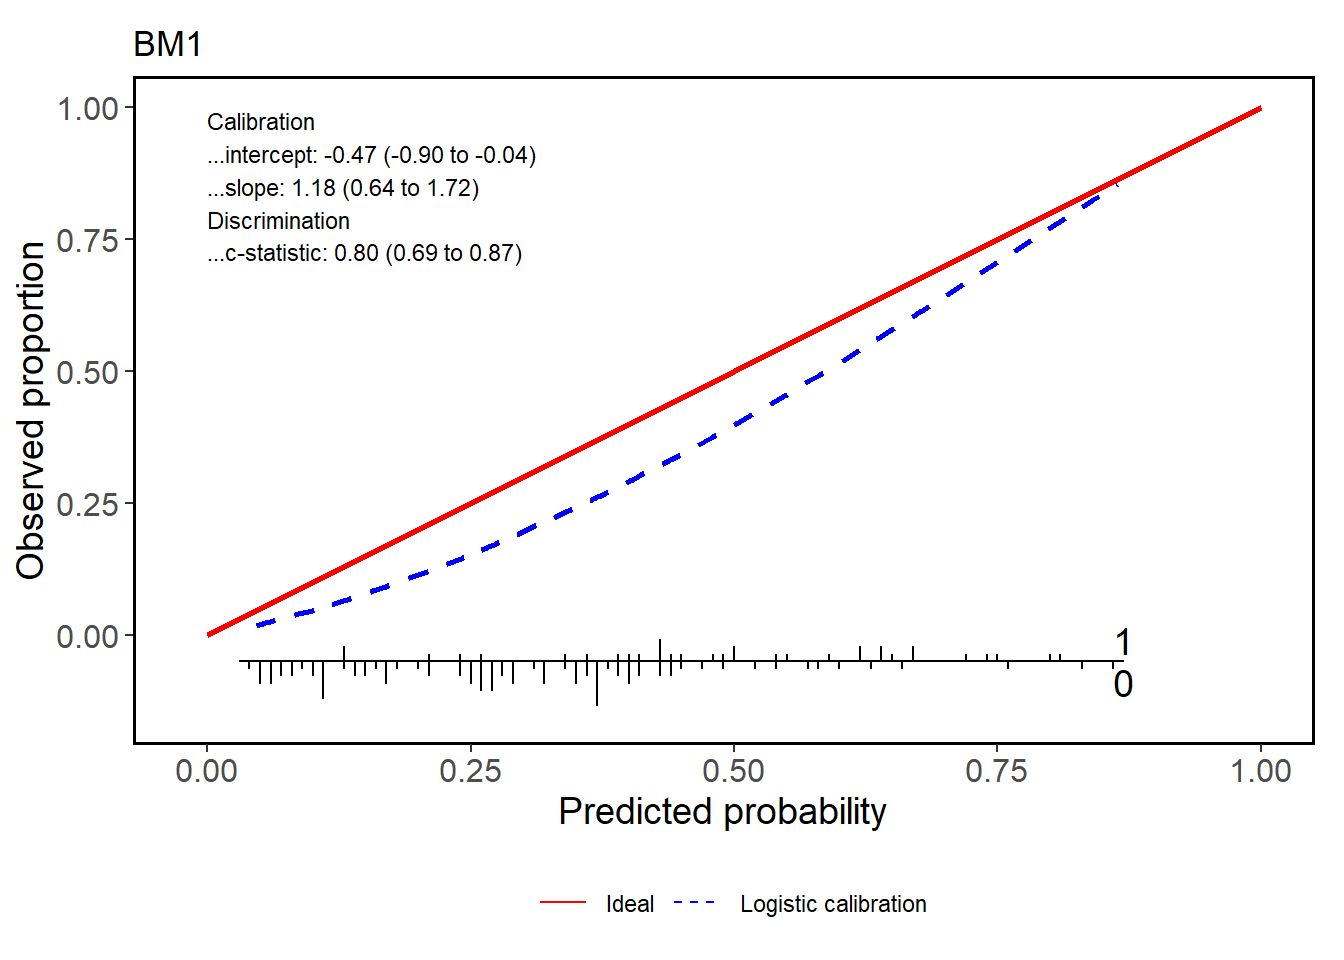 BM1
Calibration
...intercept: -0.47 (-0.90 to -0.04)
...slope: 1.18 (0.64 to 1.72)
Discrimination
...c-statistic: 0.80 (0.69 to 0.87)
Observed proportion
1.00
0.75
0.50
0.25
0.00
1
0
0.00 0.25 0.50 0.75 1.00
Predicted probability
Ideal Logistic calibration